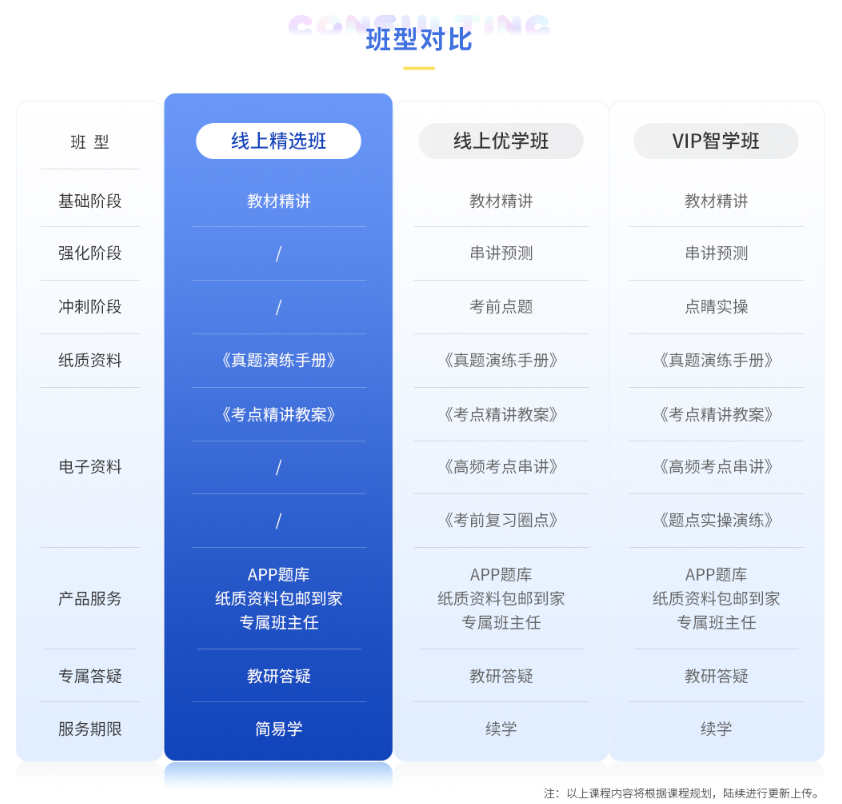 CONSULTING
班型对比
班 型 线上精选班 线上优学班 VIP智学班
基础阶段 教材精讲 教材精讲 教材精讲
强化阶段 / 串讲预测 串讲预测
冲刺阶段 / 考前点题 点睛实操
纸质资料 《真题演练手册》 《真题演练手册》 《真题演练手册》
《考点精讲教案》 《考点精讲教案》 《考点精讲教案》
电子资料 / 《高频考点串讲》 《高频考点串讲》
/ 《考前复习圈点》 《题点实操演练》
APP题库 APP题库 APP题库
产品服务 纸质资料包邮到家 纸质资料包邮到家 纸质资料包邮到家
专属班主任 专属班主任 专属班主任
专属答疑 教研答疑 教研答疑 教研答疑
服务期限 简易学 续学 续学
注：以上课程内容将根据课程规划，陆续进行更新上传。